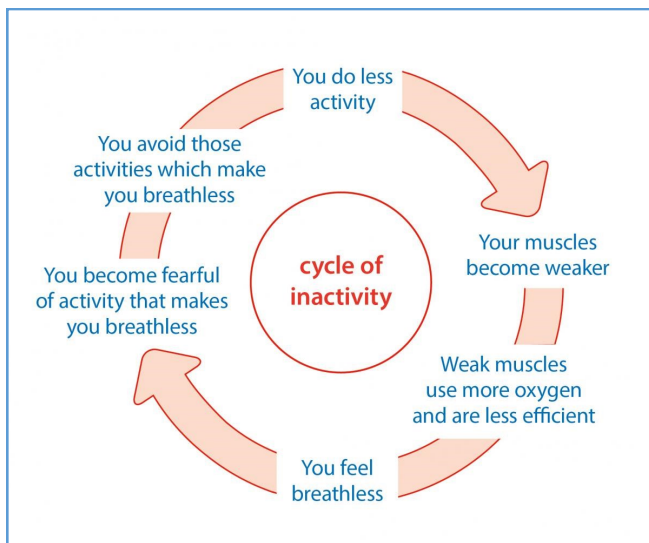 You do less
activity
Your muscles
become weaker
Weak muscles
use more oxygen
and are less efficient
You feel
breathless
You become fearful
of activity that makes
you breathless
You avoid those
activities which make
you breathless
cycle of
inactivity